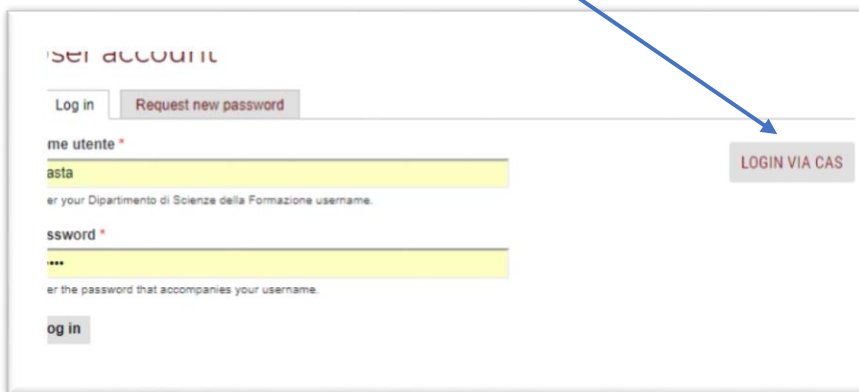 ser account
Log in Request new password
me utente *
LOGIN VIA CAS
asta
er your Dipartimento di Scienze della Formazione username.
ssword *
••••
er the password that accompanies your username.
og in